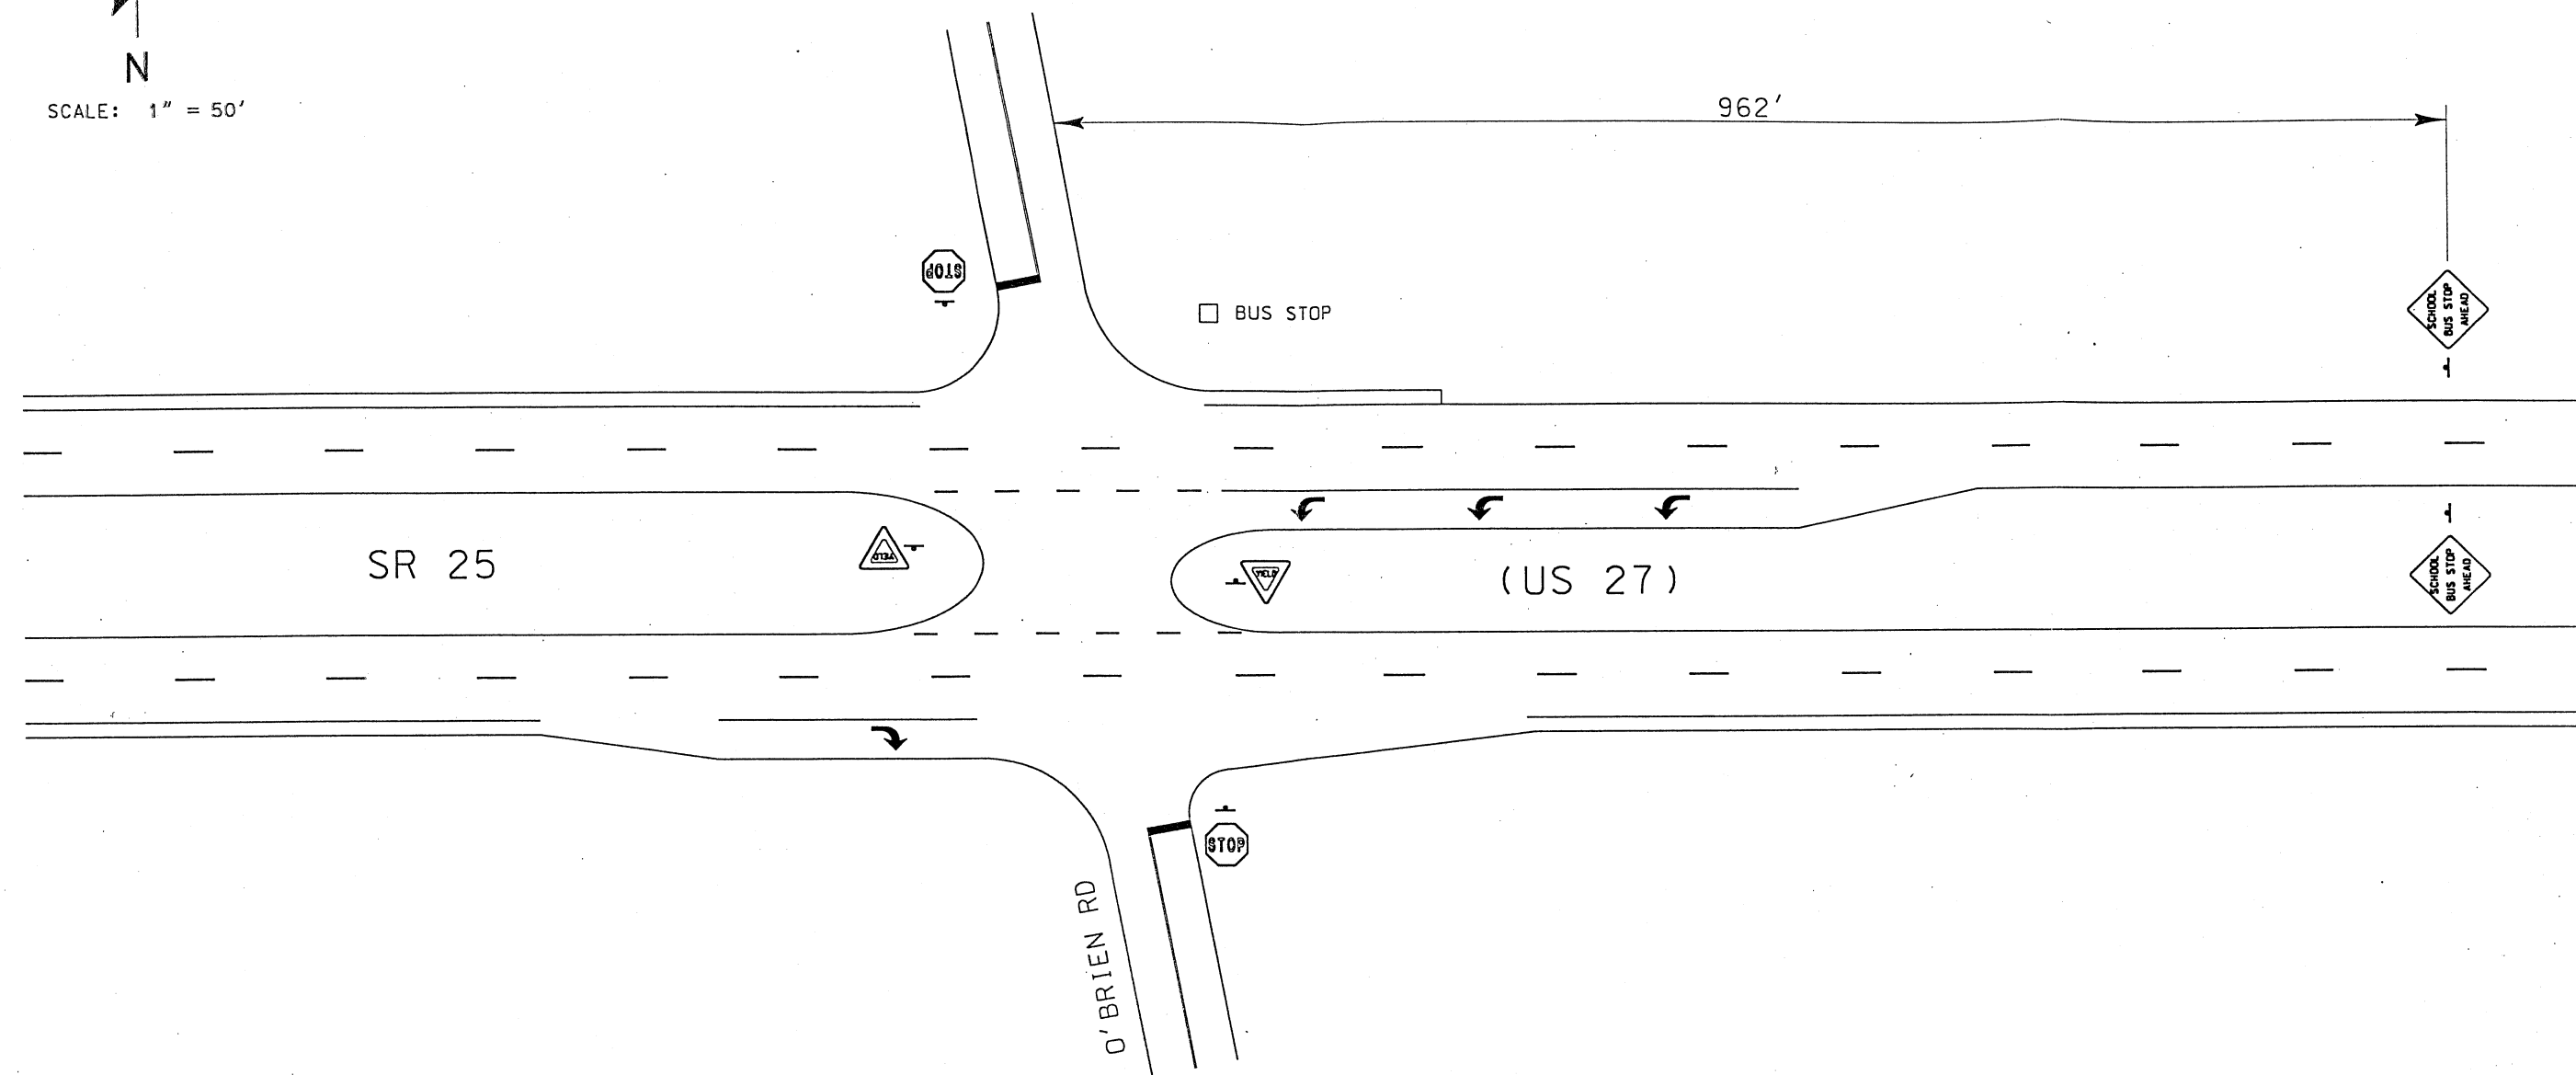 N
SCALE: 1" = 50'
962'
STOP
BUS STOP
SCHOOL
BUS STOP
AHEAD
YIELD
SR 25
YIELD
(US 27)
SCHOOL
BUS STOP
AHEAD
STOP
O'BRIEN RD